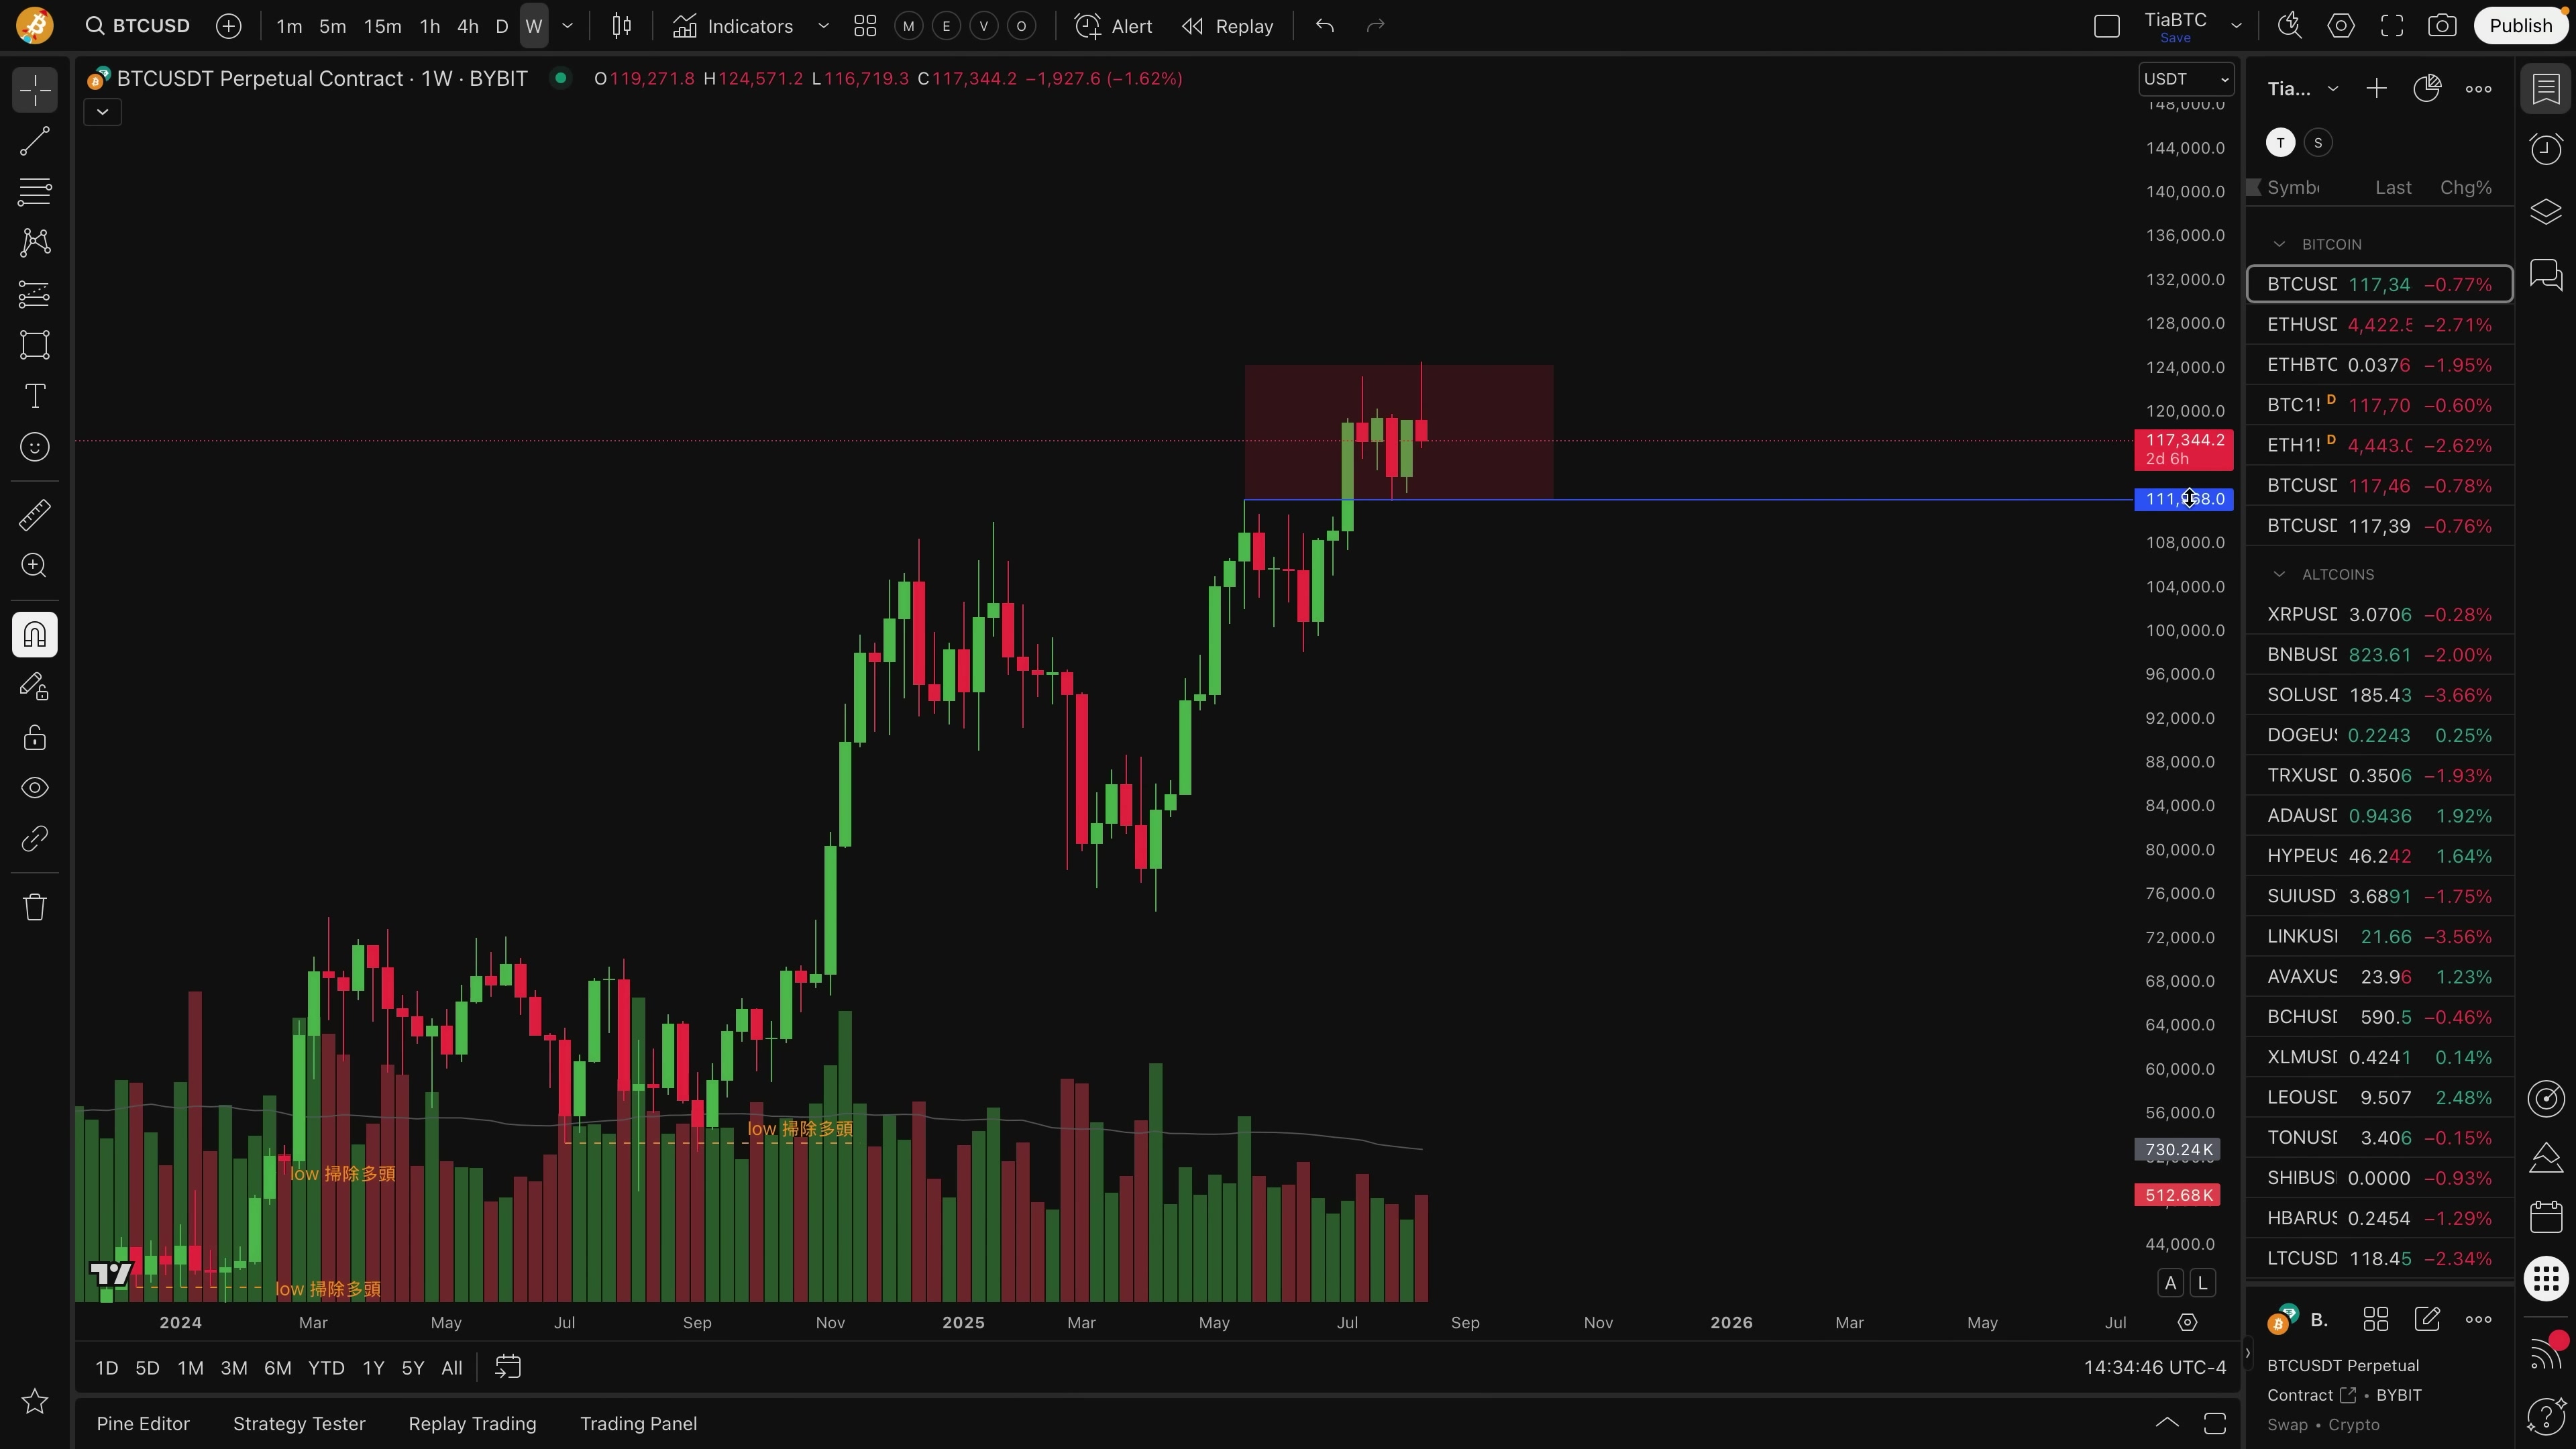 BTCUSD 1m 5m 15m 1h 4h D W Indicators M E V O Alert Replay TiaBTC Save Publish
BTCUSDT Perpetual Contract · 1W · BYBIT O119,271.8 H124,571.2 L116,719.3 C117,344.2 −1,927.6 (−1.62%)
USDT
148,000.0
144,000.0
140,000.0
136,000.0
132,000.0
128,000.0
124,000.0
120,000.0
117,344.2
2d 6h
108,000.0
104,000.0
100,000.0
96,000.0
92,000.0
88,000.0
84,000.0
80,000.0
76,000.0
72,000.0
68,000.0
64,000.0
60,000.0
56,000.0
730.24K
512.68K
44,000.0
A L
low 掃除多頭
low 掃除多頭
low 掃除多頭
2024 Mar May Jul Sep Nov 2025 Mar May Jul Sep Nov 2026 Mar May Jul
1D 5D 1M 3M 6M YTD 1Y 5Y All
14:34:46 UTC-4
Pine Editor Strategy Tester Replay Trading Trading Panel
Tia...
T S
Symb Last Chg%
BITCOIN
BTCUSD 117,34 −0.77%
ETHUSD 4,422.5 −2.71%
ETHBTC 0.0376 −1.95%
BTC1! D 117,70 −0.60%
ETH1! D 4,443.0 −2.62%
BTCUSD 117,46 −0.78%
BTCUSD 117,39 −0.76%
ALTCOINS
XRPUSD 3.0706 −0.28%
BNBUSD 823.61 −2.00%
SOLUSD 185.43 −3.66%
DOGEUS 0.2243 0.25%
TRXUSD 0.3506 −1.93%
ADAUSD 0.9436 1.92%
HYPEUS 46.242 1.64%
SUIUSD 3.6891 −1.75%
LINKUS 21.66 −3.56%
AVAXUS 23.96 1.23%
BCHUSD 590.5 −0.46%
XLMUSD 0.4241 0.14%
LEOUSD 9.507 2.48%
TONUSD 3.406 −0.15%
SHIBUS 0.0000 −0.93%
HBARUS 0.2454 −1.29%
LTCUSD 118.45 −2.34%
B.
BTCUSDT Perpetual
Contract • BYBIT
Swap • Crypto